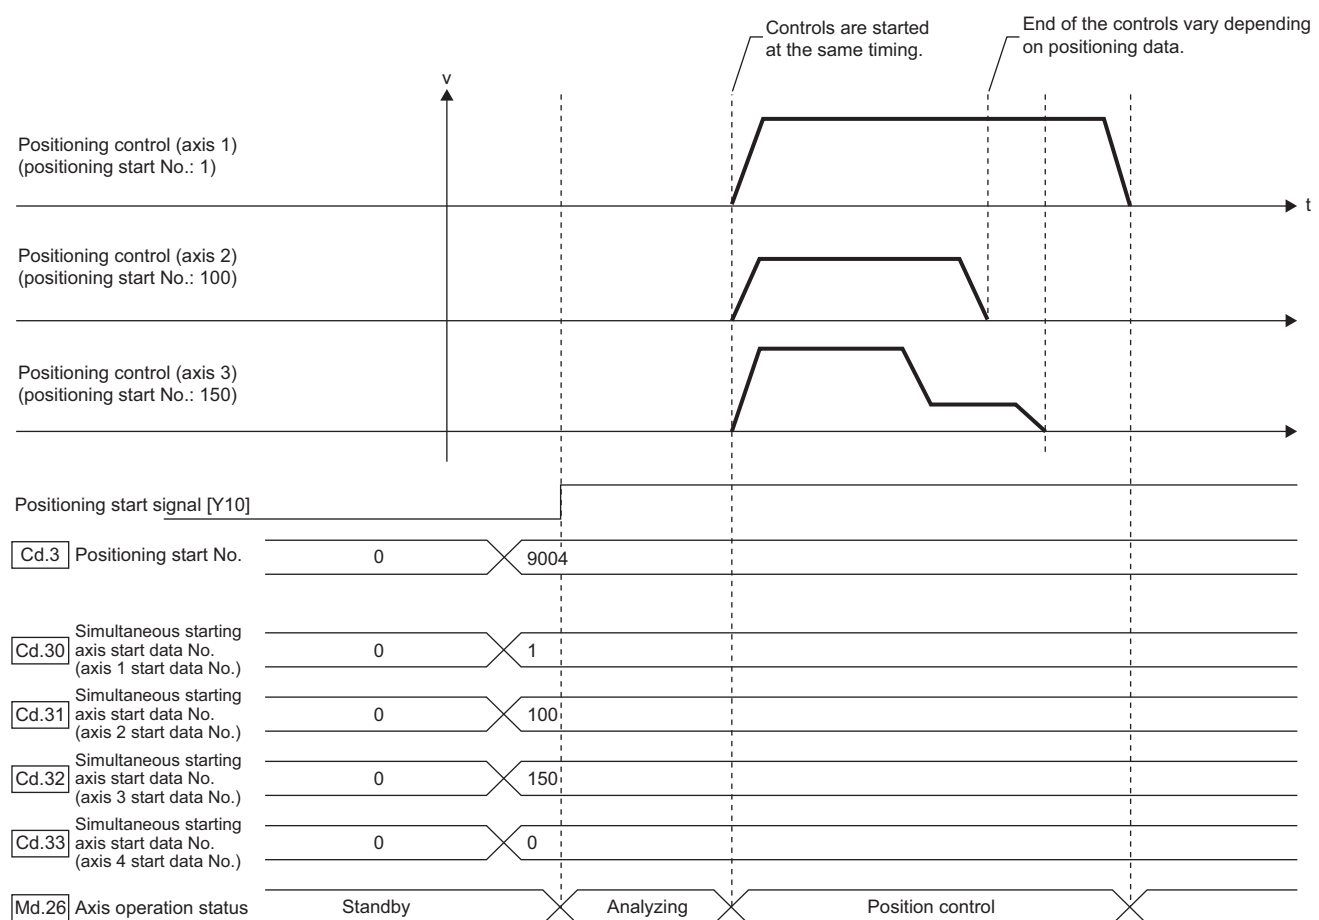 Controls are started
at the same timing.
End of the controls vary depending
on positioning data.
v
Positioning control (axis 1)
(positioning start No.: 1)
t
Positioning control (axis 2)
(positioning start No.: 100)
Positioning control (axis 3)
(positioning start No.: 150)
Positioning start signal [Y10]
Cd.3 Positioning start No. 0 9004
Simultaneous starting
Cd.30 axis start data No. 0 1
(axis 1 start data No.)
Simultaneous starting
Cd.31 axis start data No. 0 100
(axis 2 start data No.)
Simultaneous starting
Cd.32 axis start data No. 0 150
(axis 3 start data No.)
Simultaneous starting
Cd.33 axis start data No. 0 0
(axis 4 start data No.)
Md.26 Axis operation status Standby Analyzing Position control